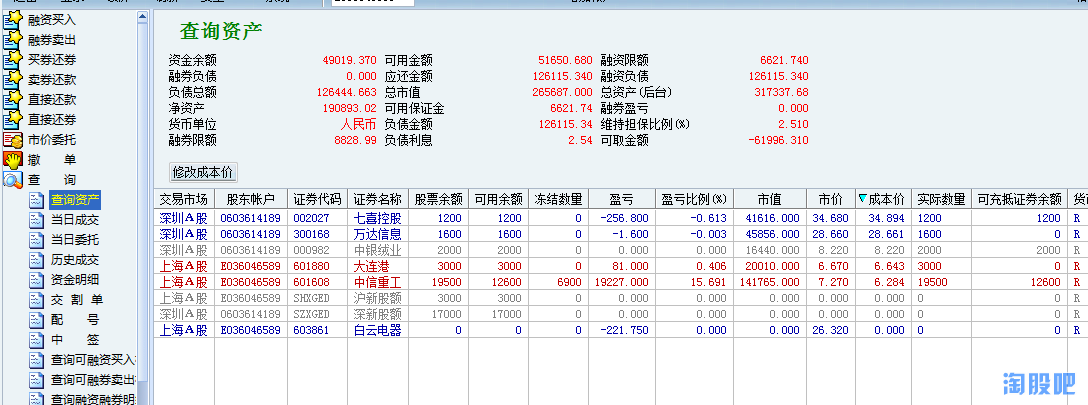 融资买入
融券卖出
买券还券
卖券还款
直接还款
直接还券
市价委托
撤 单
查 询
查询资产
当日成交
当日委托
历史成交
资金明细
交 割 单
配 号
中 签
查询可融资买入
查询可融券卖出
查询融资融券明
查询资产
资金余额 49019.370 可用金额 51650.680 融资限额 6621.740
融券负债 0.000 应还金额 126115.340 融资负债 126115.340
负债总额 126444.663 总市值 265687.000 总资产(后台) 317337.68
净资产 190893.02 可用保证金 6621.74 融券盈亏 0.000
货币单位 人民币 负债金额 126115.34 维持担保比例(%) 2.510
融券限额 8828.99 负债利息 2.54 可取金额 -61996.310
修改成本价
交易市场 股东帐户 证券代码 证券名称 股票余额 可用余额 冻结数量 盈亏 盈亏比例(%) 市值 市价 成本价 实际数量 可充抵证券余额 货
深圳A股 0603614189 002027 七喜控股 1200 1200 0 -256.800 -0.613 41616.000 34.680 34.894 1200 1200 R
深圳A股 0603614189 300168 万达信息 1600 1600 0 -1.600 -0.003 45856.000 28.660 28.661 1600 0 R
深圳A股 0603614189 000982 中银绒业 2000 2000 0 0.000 0.000 16440.000 8.220 8.220 2000 2000 R
上海A股 E036046589 601880 大连港 3000 3000 0 81.000 0.406 20010.000 6.670 6.643 3000 0 R
上海A股 E036046589 601608 中信重工 19500 12600 6900 19227.000 15.691 141765.000 7.270 6.284 19500 12600 R
上海A股 E036046589 SHXGED 沪新股额 3000 3000 0 0.000 0.000 0.000 0.000 0.000 0 0 R
深圳A股 0603614189 SZXGED 深新股额 17000 17000 0 0.000 0.000 0.000 0.000 0.000 0 0 R
上海A股 E036046589 603861 白云电器 0 0 0 -221.750 0.000 0.000 26.320 0.000 0 0 R
淘股吧